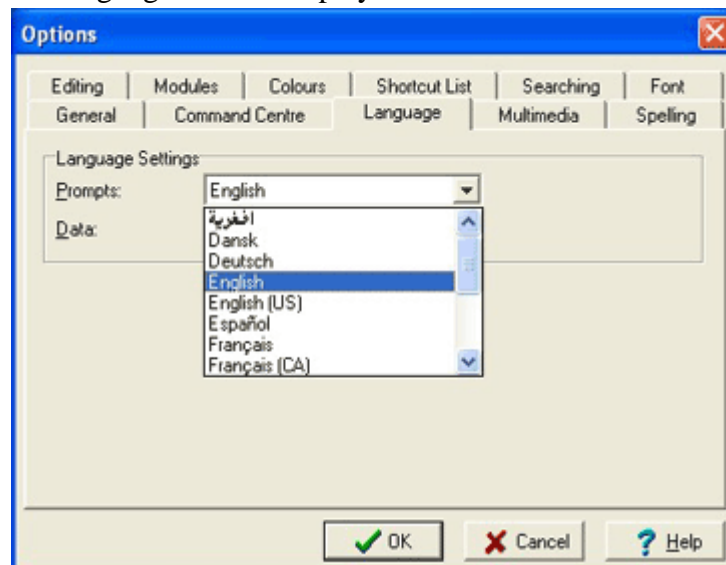 Options
Editing Modules Colours Shortcut List Searching Font
General Command Centre Language Multimedia Spelling
Language Settings
Prompts: English
افغرية
Data:
Dansk
Deutsch
English
English (US)
Español
Français
Français (CA)
OK Cancel ? Help